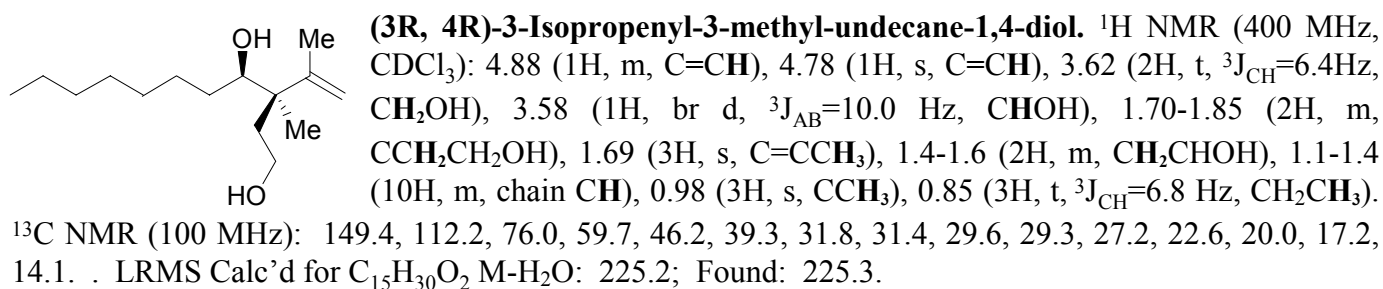 (3R, 4R)-3-Isopropenyl-3-methyl-undecane-1,4-diol. ¹H NMR (400 MHz,
OH Me
CDCl₃): 4.88 (1H, m, C=CH), 4.78 (1H, s, C=CH), 3.62 (2H, t, ³J_CH=6.4Hz,
CH₂OH), 3.58 (1H, br d, ³J_AB=10.0 Hz, CHOH), 1.70-1.85 (2H, m,
Me
CCH₂CH₂OH), 1.69 (3H, s, C=CCH₃), 1.4-1.6 (2H, m, CH₂CHOH), 1.1-1.4
HO
(10H, m, chain CH), 0.98 (3H, s, CCH₃), 0.85 (3H, t, ³J_CH=6.8 Hz, CH₂CH₃).
¹³C NMR (100 MHz): 149.4, 112.2, 76.0, 59.7, 46.2, 39.3, 31.8, 31.4, 29.6, 29.3, 27.2, 22.6, 20.0, 17.2,
14.1. . LRMS Calc’d for C₁₅H₃₀O₂ M-H₂O: 225.2; Found: 225.3.